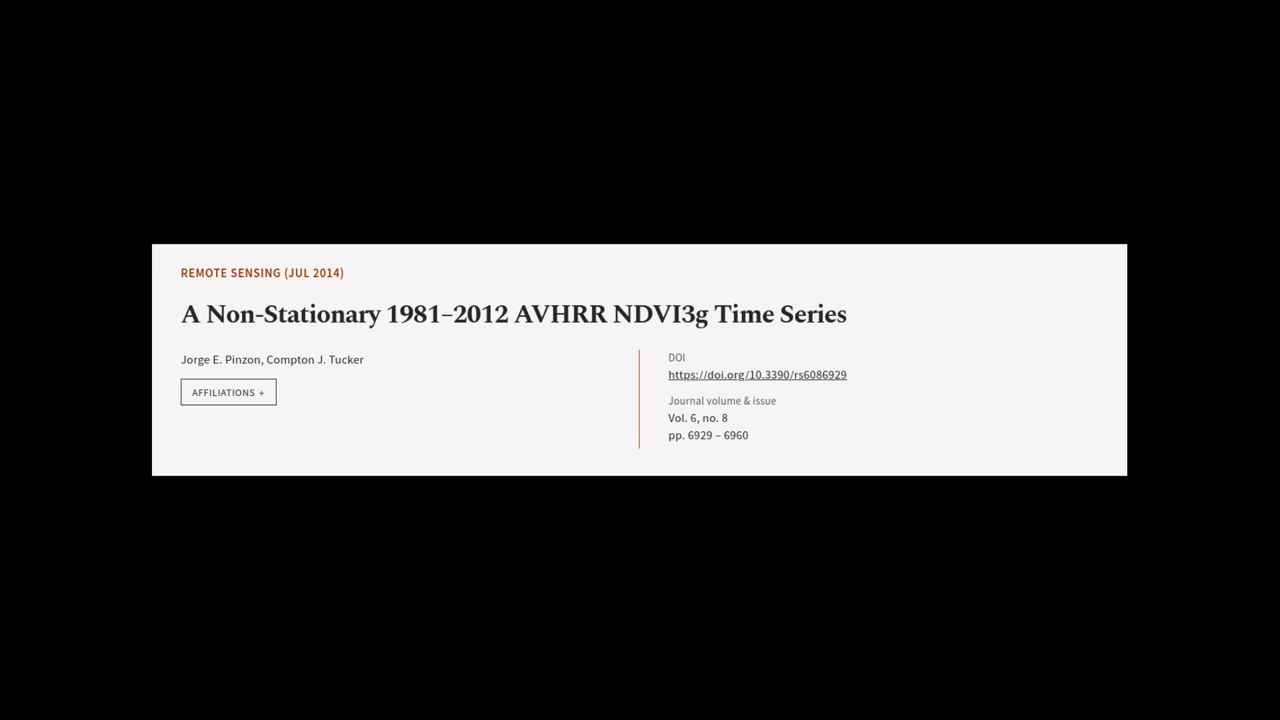 REMOTE SENSING (JUL 2014)
A Non-Stationary 1981–2012 AVHRR NDVI3g Time Series
Jorge E. Pinzon, Compton J. Tucker
AFFILIATIONS +
DOI
https://doi.org/10.3390/rs6086929
Journal volume & issue
Vol. 6, no. 8
pp. 6929 – 6960